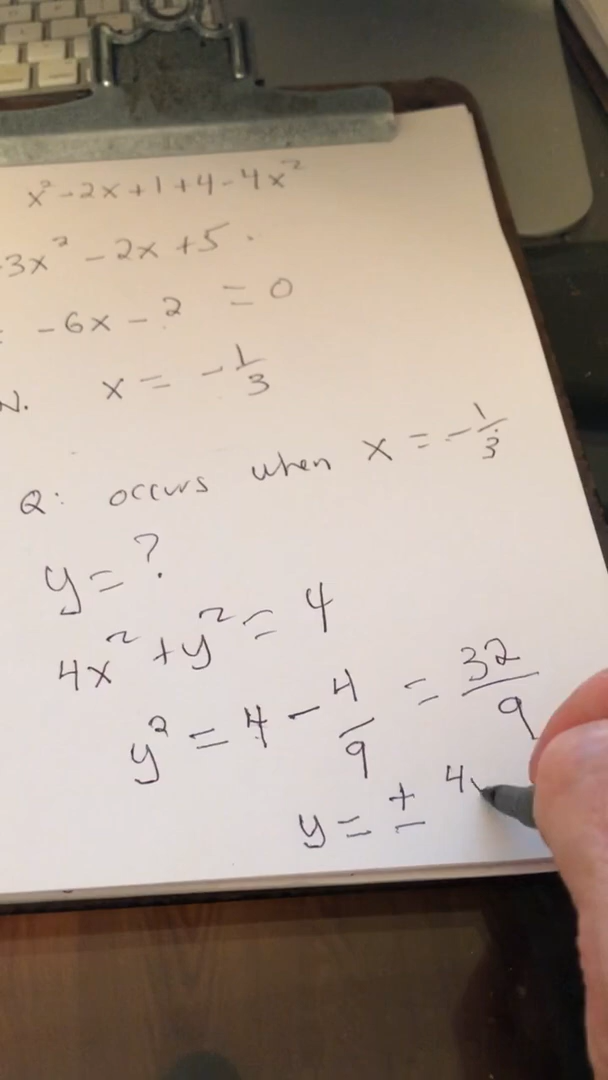 x² - 2x + 1 + 4 - 4x²
-3x² - 2x + 5.
= -6x - 2 = 0
N. x = -1/3
Q: occurs when x = -1/3
y = ?
4x² + y² = 4
y² = 4 - 4/9 = 32/9
y = ± 4